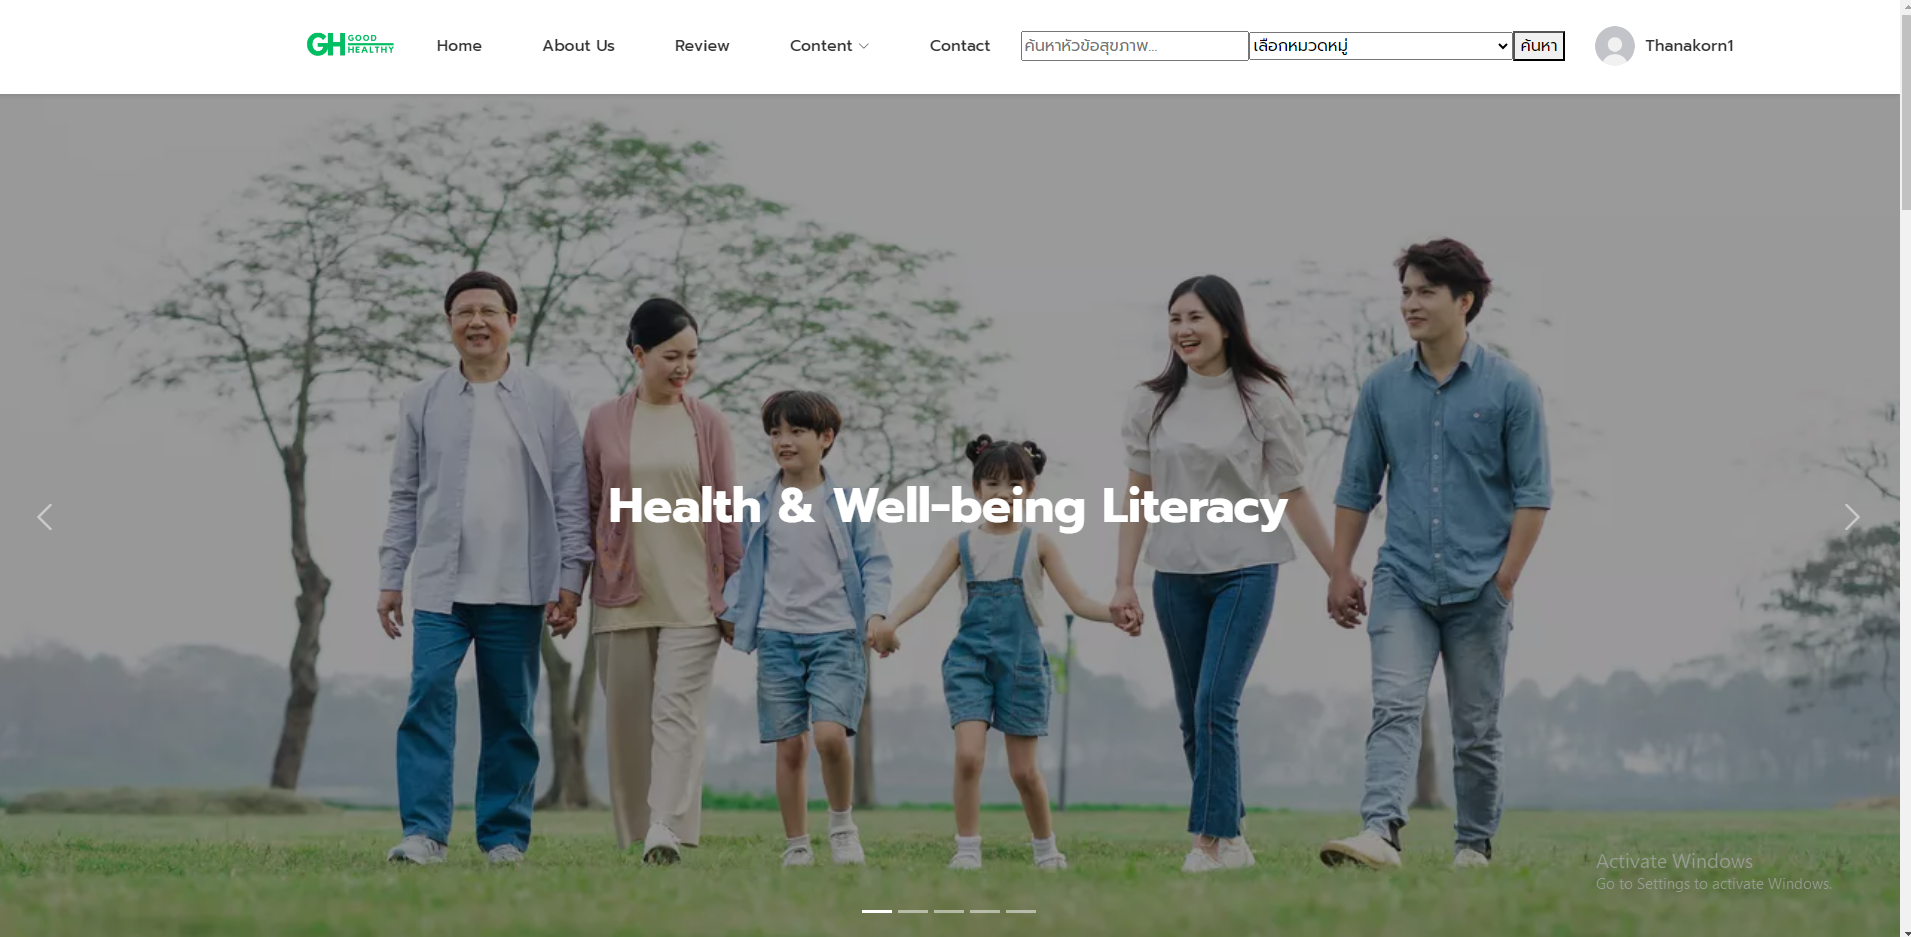 GH GOOD HEALTHY
Home About Us Review Content Contact ค้นหาหัวข้อสุขภาพ... เลือกหมวดหมู่ ค้นหา Thanakorn1
Health & Well-being Literacy
Activate Windows
Go to Settings to activate Windows.